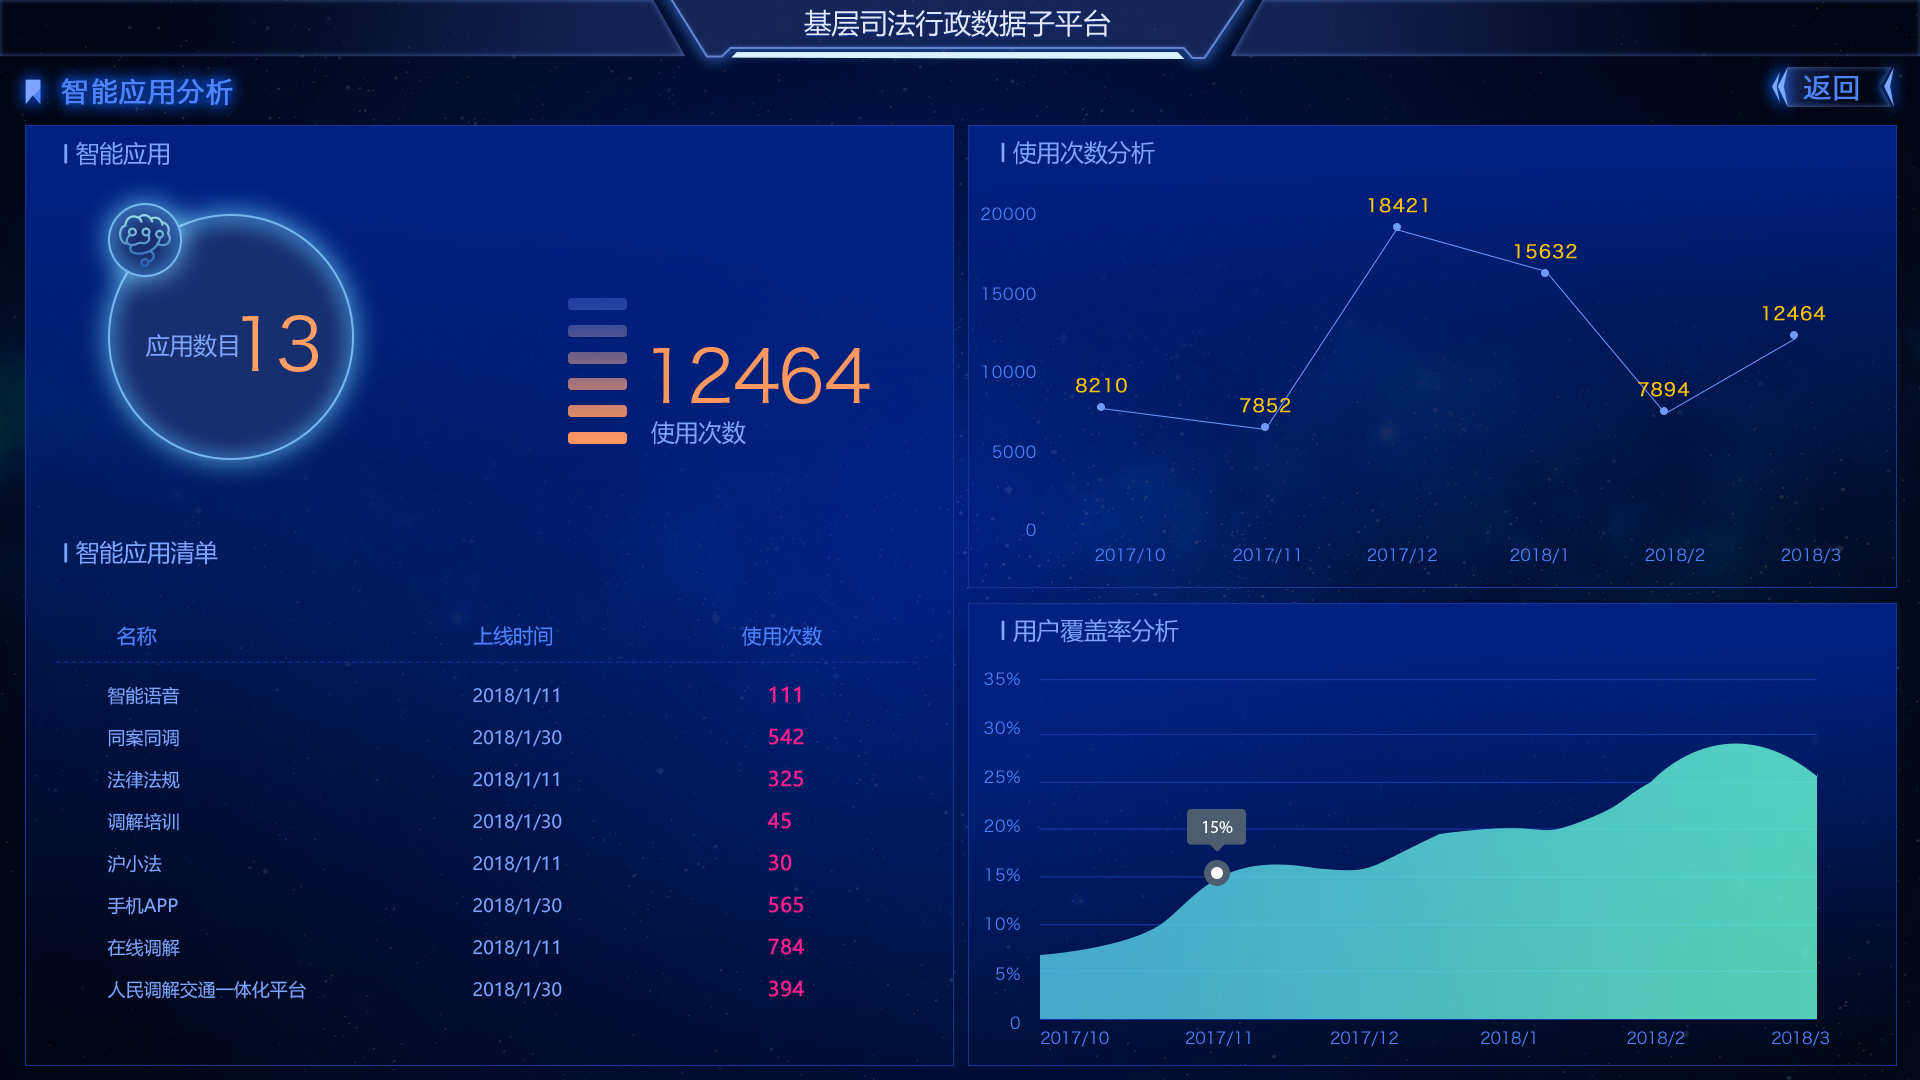 基层司法行政数据子平台
智能应用分析
返回
智能应用
应用数目13
12464
使用次数
智能应用清单
名称 上线时间 使用次数
智能语音 2018/1/11 111
同案同调 2018/1/30 542
法律法规 2018/1/11 325
调解培训 2018/1/30 45
沪小法 2018/1/11 30
手机APP 2018/1/30 565
在线调解 2018/1/11 784
人民调解交通一体化平台 2018/1/30 394
使用次数分析
20000
15000
10000
5000
0
8210
7852
18421
15632
7894
12464
2017/10 2017/11 2017/12 2018/1 2018/2 2018/3
用户覆盖率分析
35%
30%
25%
20%
15%
10%
5%
0
15%
2017/10 2017/11 2017/12 2018/1 2018/2 2018/3